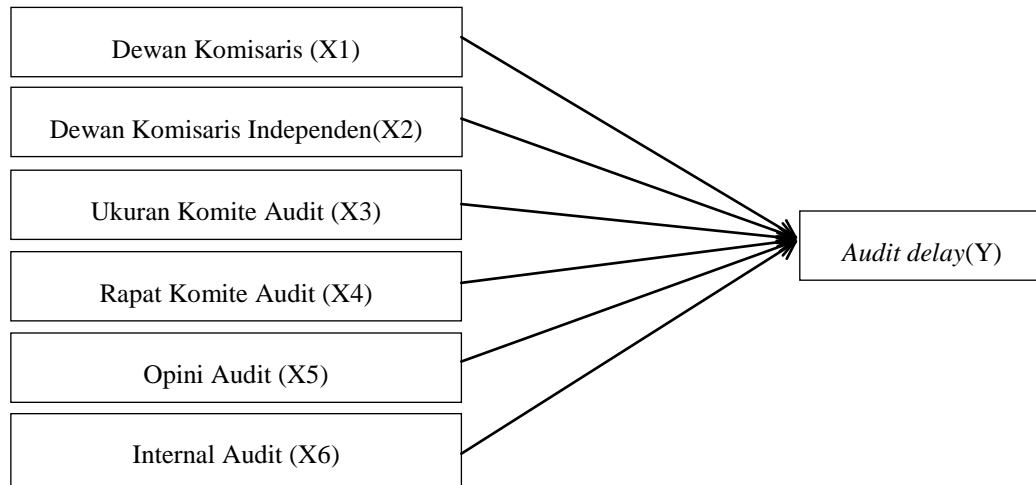 Dewan Komisaris (X1)
Dewan Komisaris Independen(X2)
Ukuran Komite Audit (X3)
Rapat Komite Audit (X4)
Opini Audit (X5)
Internal Audit (X6)
Audit delay(Y)